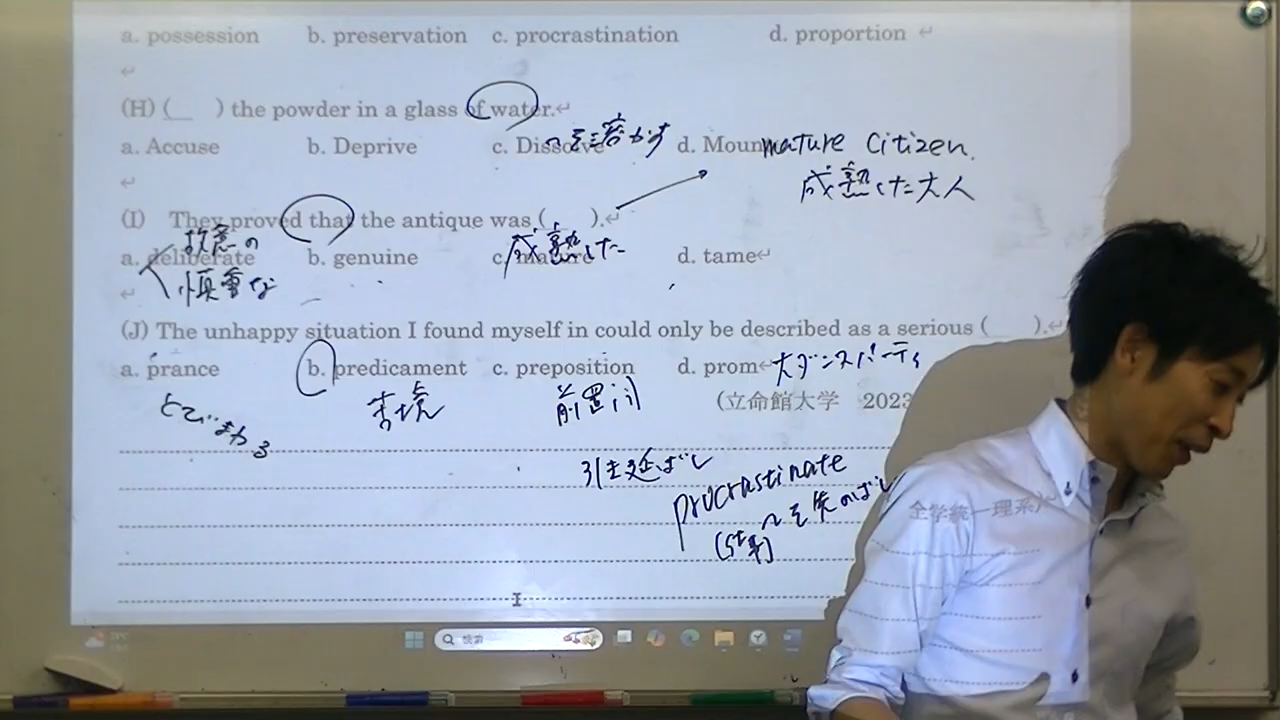 a. possession b. preservation c. procrastination d. proportion
(H) ( ) the powder in a glass of water.
a. Accuse b. Deprive c. Dissolve d. Moun
〜を溶かす
mature citizen.
成熟した大人
(I) They proved that the antique was ( ).
a. deliberate b. genuine c. mature d. tame
故意の
慎重な
成熟した
(J) The unhappy situation I found myself in could only be described as a serious ( ).
a. prance b. predicament c. preposition d. prom
大ダンスパーティ
とびまわる
苦境
前置詞
(立命館大学 2023
全学統一理系)
引き延ばし
procrastinate
〜を先のばし
検索